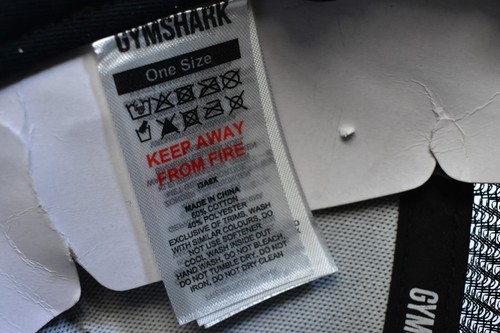 GYMSHARK
One Size
KEEP AWAY
FROM FIRE
MADE IN CHINA
60% COTTON
40% POLYESTER
EXCLUSIVE OF TRIMS. WASH
WITH SIMILAR COLOURS, DO
NOT USE SOFTENER
COOL WASH INSIDE OUT
HAND WASH, DO NOT BLEACH,
DO NOT TUMBLE DRY, DO NOT
IRON, DO NOT DRY CLEAN
GYM